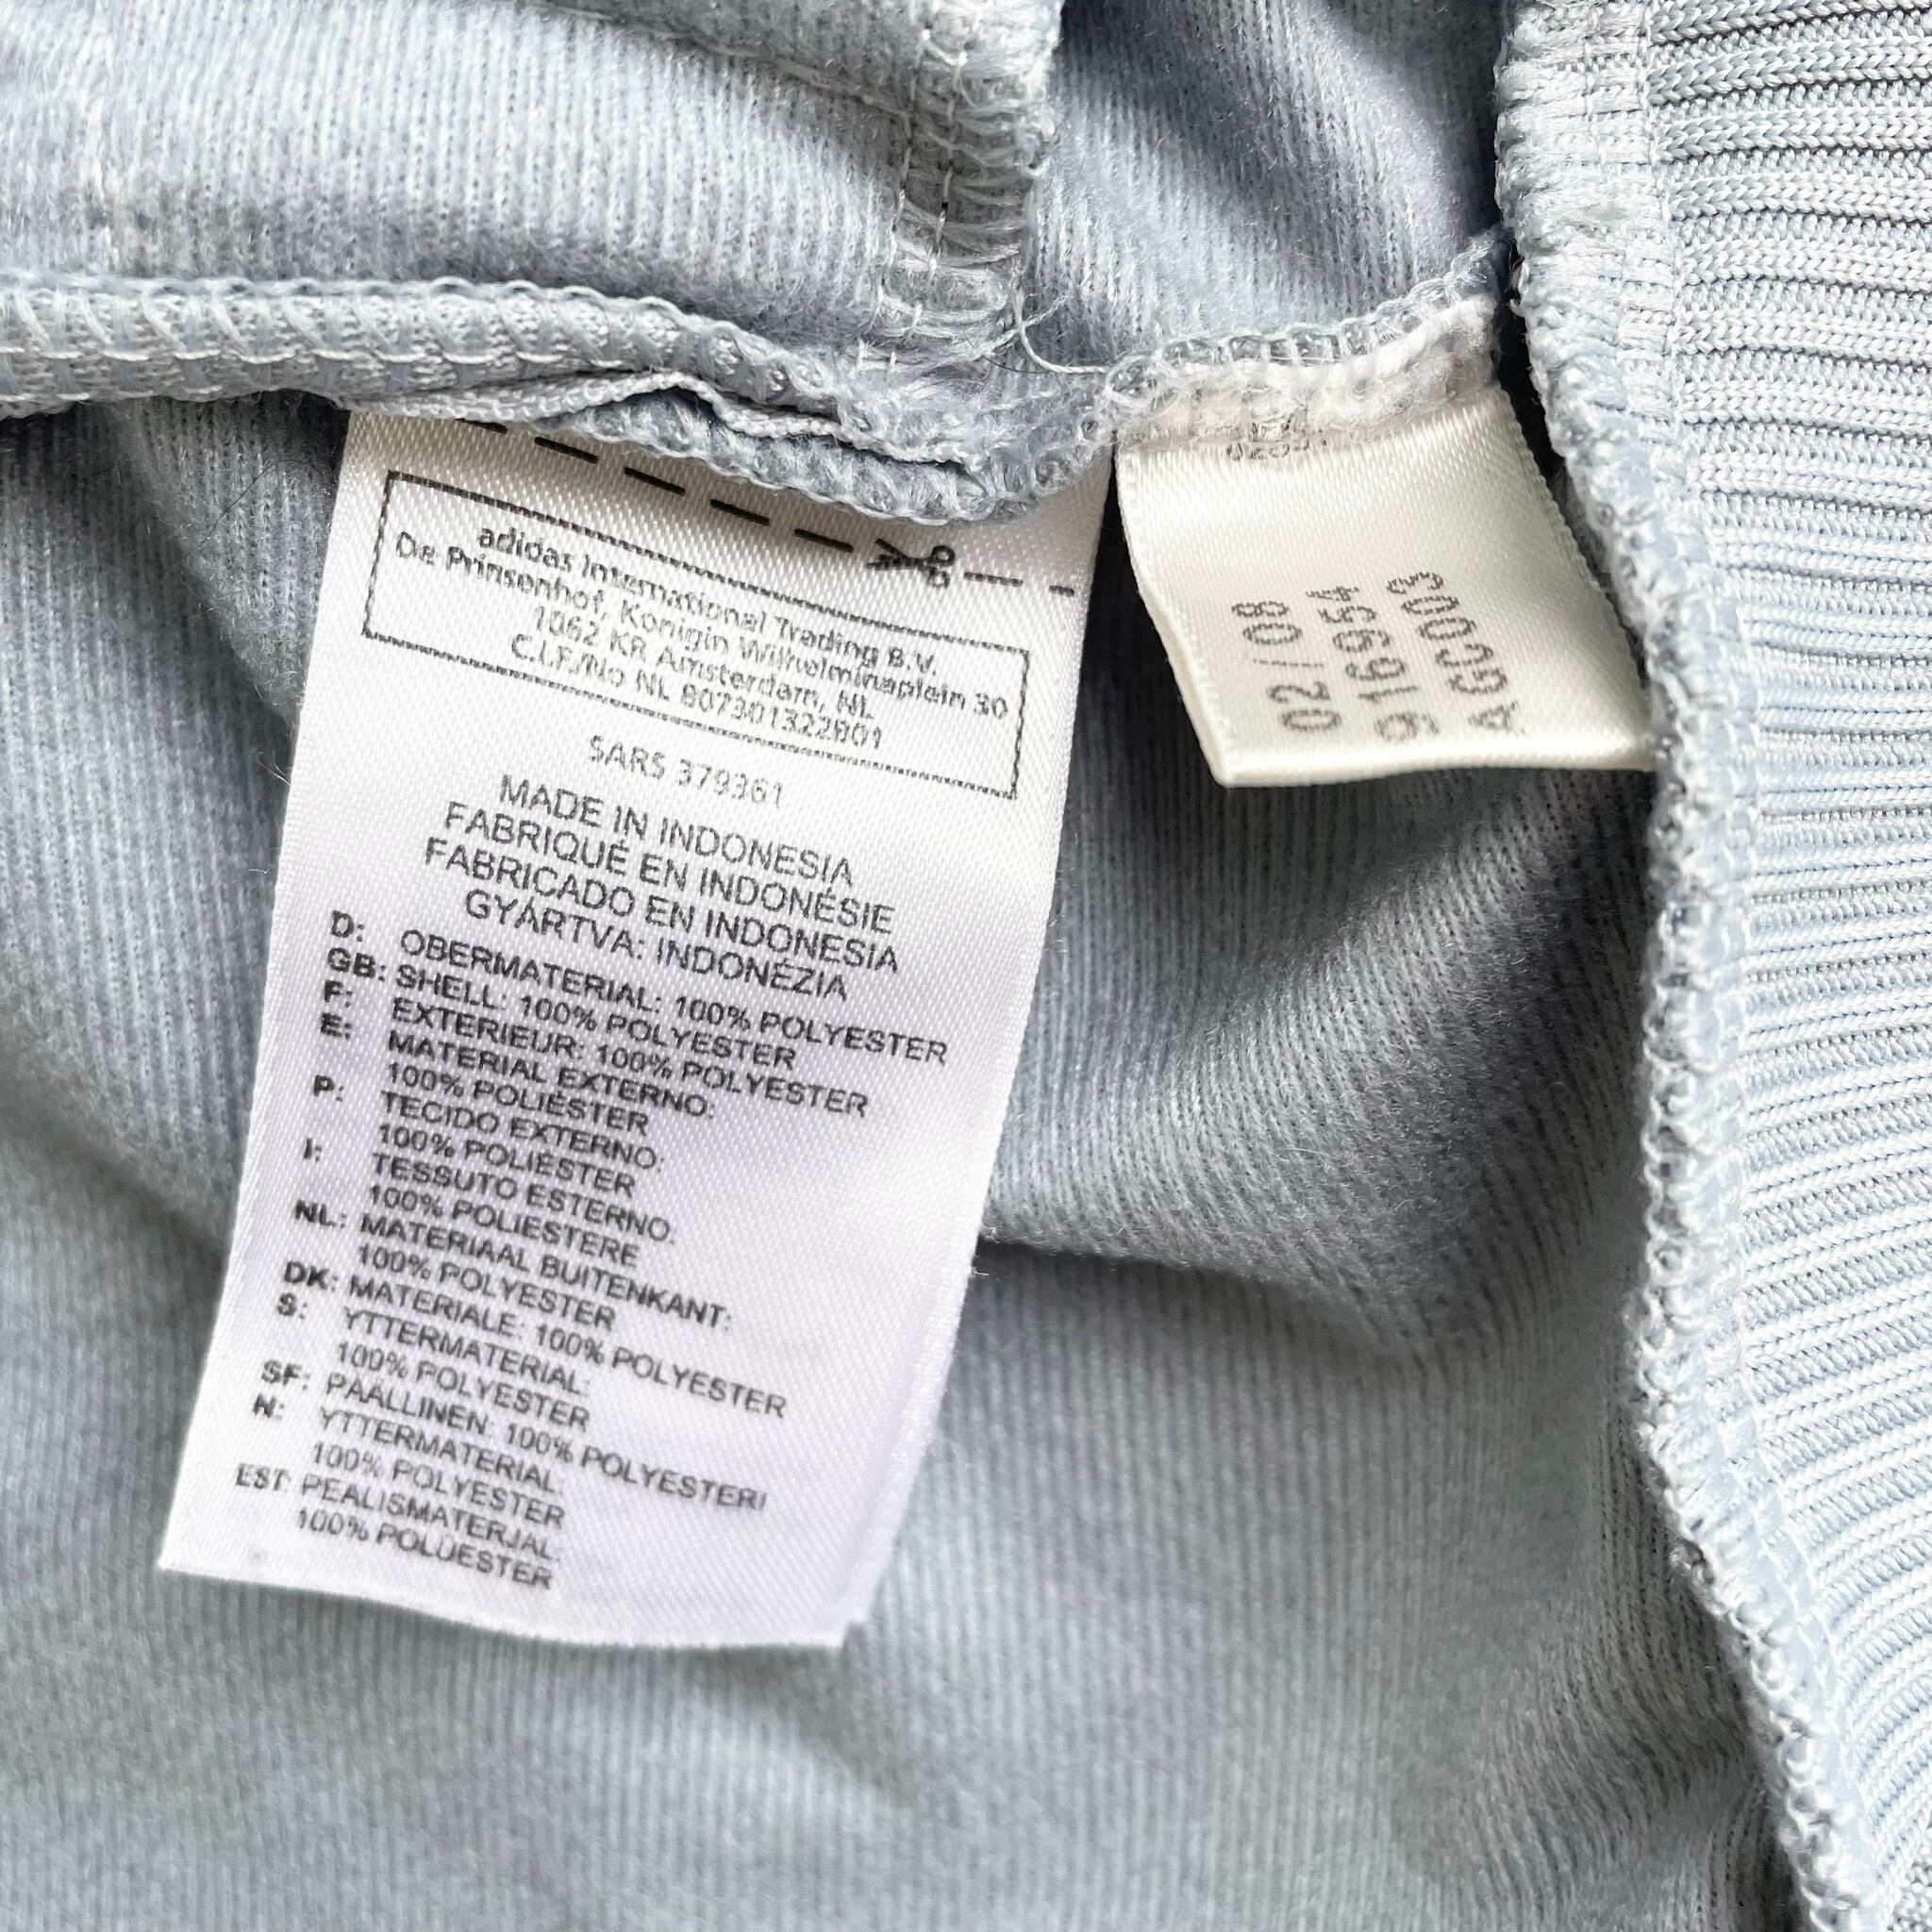 adidas International Trading B.V.
De Prinsenhof, Konigin Wilhelminaplein 30
1062 KR Amsterdam, NL
C.I.F./No NL 807301322B01
SARS 379361
MADE IN INDONESIA
FABRIQUÉ EN INDONÉSIE
FABRICADO EN INDONESIA
GYÁRTVA: INDONÉZIA
D: OBERMATERIAL: 100% POLYESTER
GB: SHELL: 100% POLYESTER
F: EXTERIEUR: 100% POLYESTER
E: MATERIAL EXTERNO:
100% POLIÉSTER
P: TECIDO EXTERNO:
100% POLIÉSTER
I: TESSUTO ESTERNO:
100% POLIESTERE
NL: MATERIAAL BUITENKANT:
100% POLYESTER
DK: MATERIALE: 100% POLYESTER
S: YTTERMATERIAL:
100% POLYESTER
SF: PÄÄLLINEN: 100% POLYESTERI
N: YTTERMATERIAL:
100% POLYESTER
EST: PEALISMATERJAL:
100% POLÜESTER
02/08
916954
AGC003